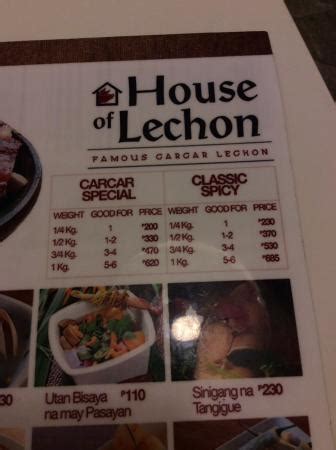 House
of Lechon
FAMOUS CARCAR LECHON
CARCAR SPECIAL
WEIGHT GOOD FOR PRICE
1/4 Kg. 1 ₱200
1/2 Kg. 1-2 ₱330
3/4 Kg. 3-4 ₱470
1 Kg. 5-6 ₱620
CLASSIC SPICY
WEIGHT GOOD FOR PRICE
1/4 Kg. 1 ₱230
1/2 Kg. 1-2 ₱370
3/4 Kg. 3-4 ₱530
1 Kg. 5-6 ₱685
30
Utan Bisaya ₱110
na may Pasayan
Sinigang na ₱230
Tangigue